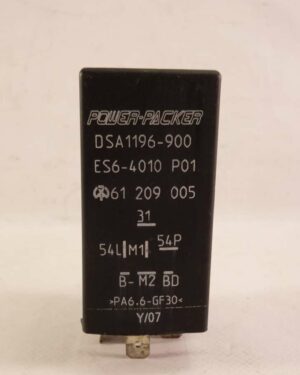 POWER-PACKER
DSA1196-900
ES6-4010 P01
61 209 005
31
54L M1 54P
B- M2 BD
>PA6.6-GF30<
Y/07